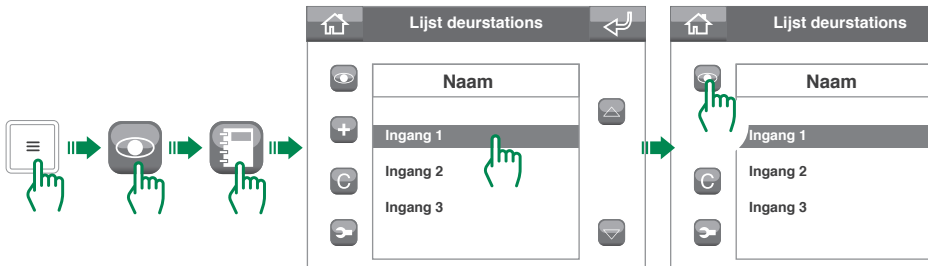 Lijst deurstations
Naam
Ingang 1
Ingang 2
Ingang 3
C
Lijst deurstations
Naam
Ingang 1
Ingang 2
Ingang 3
C